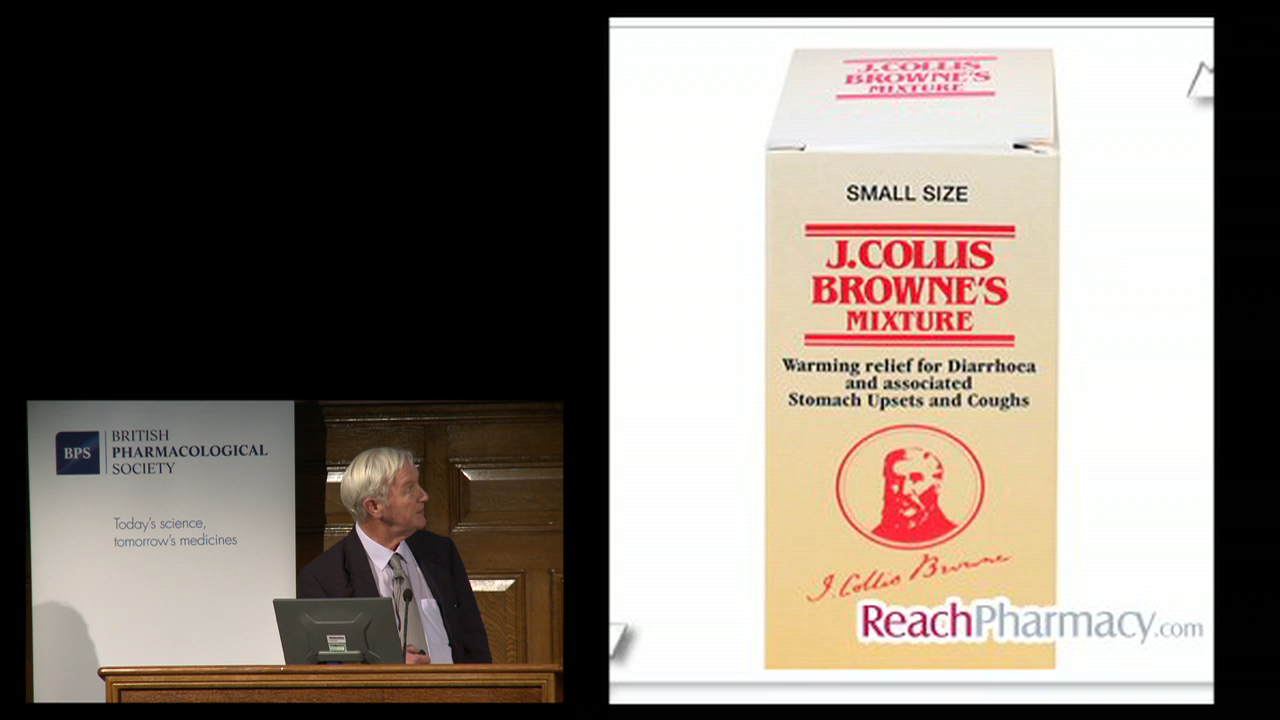 BPS
BRITISH
PHARMACOLOGICAL
SOCIETY
Today's science,
tomorrow's medicines
J.COLLIS
BROWNE'S
MIXTURE
SMALL SIZE
J.COLLIS
BROWNE'S
MIXTURE
Warming relief for Diarrhoea
and associated
Stomach Upsets and Coughs
J. Collis Browne
ReachPharmacy.com